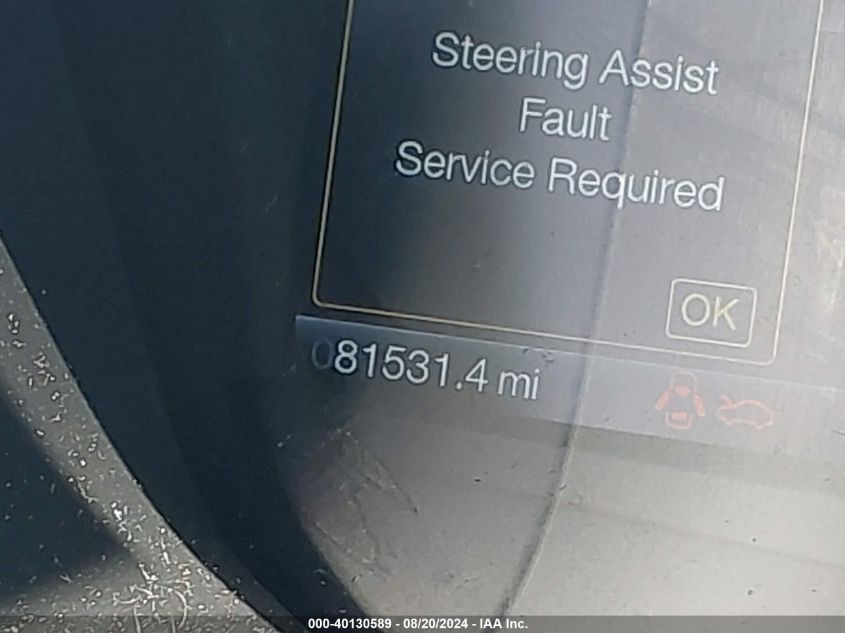 Steering Assist
Fault
Service Required
OK
081531.4 mi
000-40130589 - 08/20/2024 - IAA Inc.